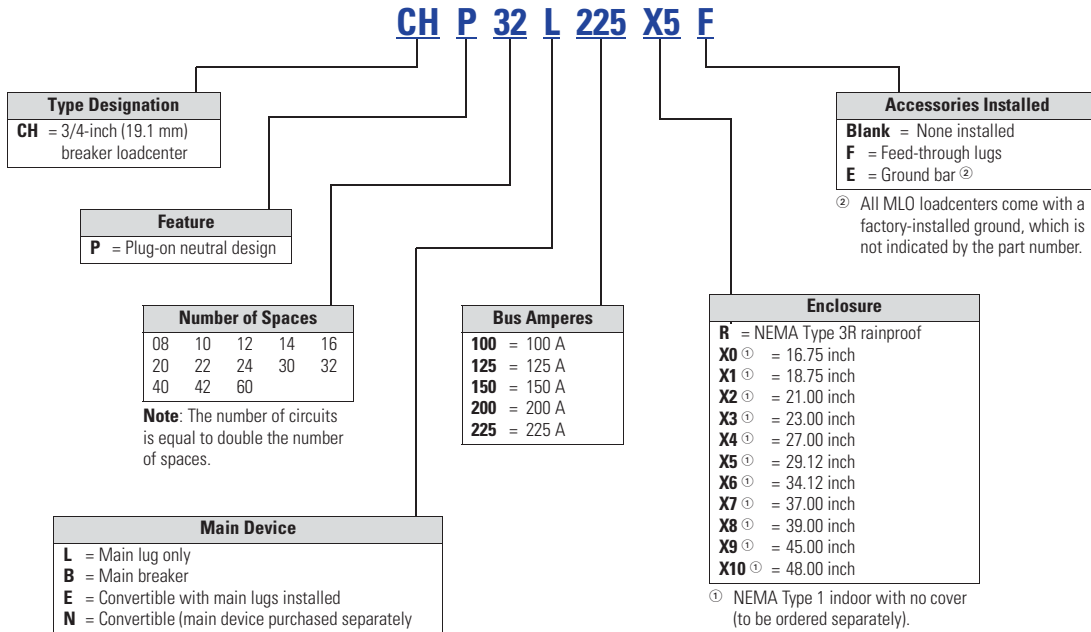 CH P 32 L 225 X5 F
Type Designation
CH = 3/4-inch (19.1 mm)
breaker loadcenter
Feature
P = Plug-on neutral design
Number of Spaces
08 10 12 14 16
20 22 24 30 32
40 42 60
Note: The number of circuits
is equal to double the number
of spaces.
Main Device
L = Main lug only
B = Main breaker
E = Convertible with main lugs installed
N = Convertible (main device purchased separately
Bus Amperes
100 = 100 A
125 = 125 A
150 = 150 A
200 = 200 A
225 = 225 A
Enclosure
R = NEMA Type 3R rainproof
X0 ① = 16.75 inch
X1 ① = 18.75 inch
X2 ① = 21.00 inch
X3 ① = 23.00 inch
X4 ① = 27.00 inch
X5 ① = 29.12 inch
X6 ① = 34.12 inch
X7 ① = 37.00 inch
X8 ① = 39.00 inch
X9 ① = 45.00 inch
X10 ① = 48.00 inch
① NEMA Type 1 indoor with no cover
(to be ordered separately).
Accessories Installed
Blank = None installed
F = Feed-through lugs
E = Ground bar ②
② All MLO loadcenters come with a
factory-installed ground, which is
not indicated by the part number.